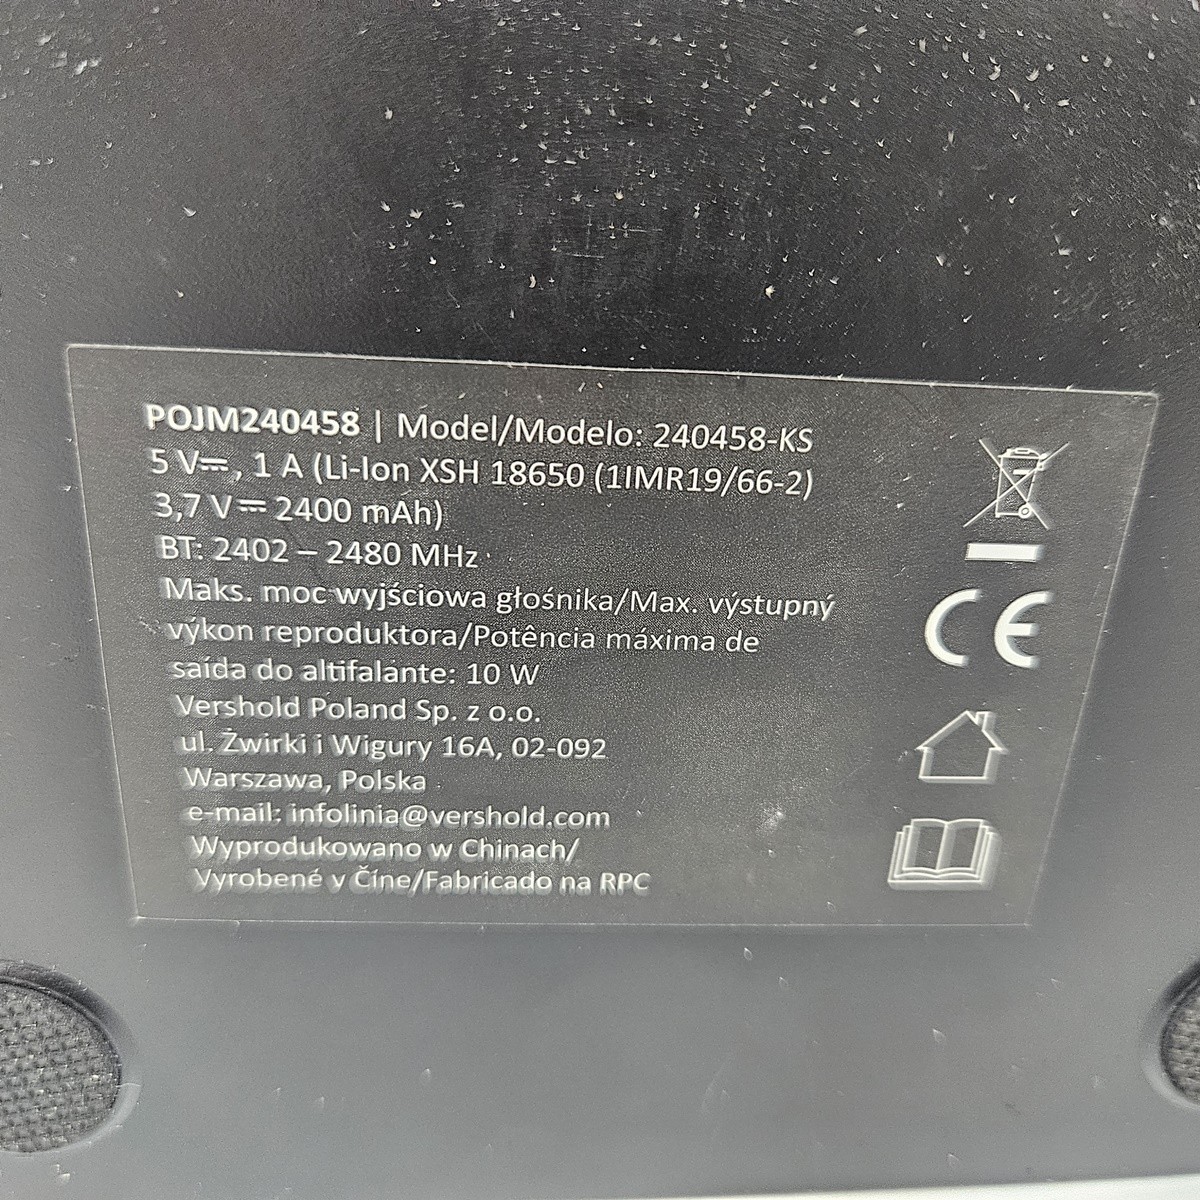 POJM240458 | Model/Modelo: 240458-KS
5 V⎓, 1 A (Li-Ion XSH 18650 (1IMR19/66-2)
3,7 V⎓ 2400 mAh)
BT: 2402 – 2480 MHz
Maks. moc wyjściowa głośnika/Max. výstupný
výkon reproduktora/Potência máxima de
saída do altifalante: 10 W
Vershold Poland Sp. z o.o.
ul. Żwirki i Wigury 16A, 02-092
Warszawa, Polska
e-mail: infolinia@vershold.com
Wyprodukowano w Chinach/
Vyrobené v Číne/Fabricado na RPC
CE